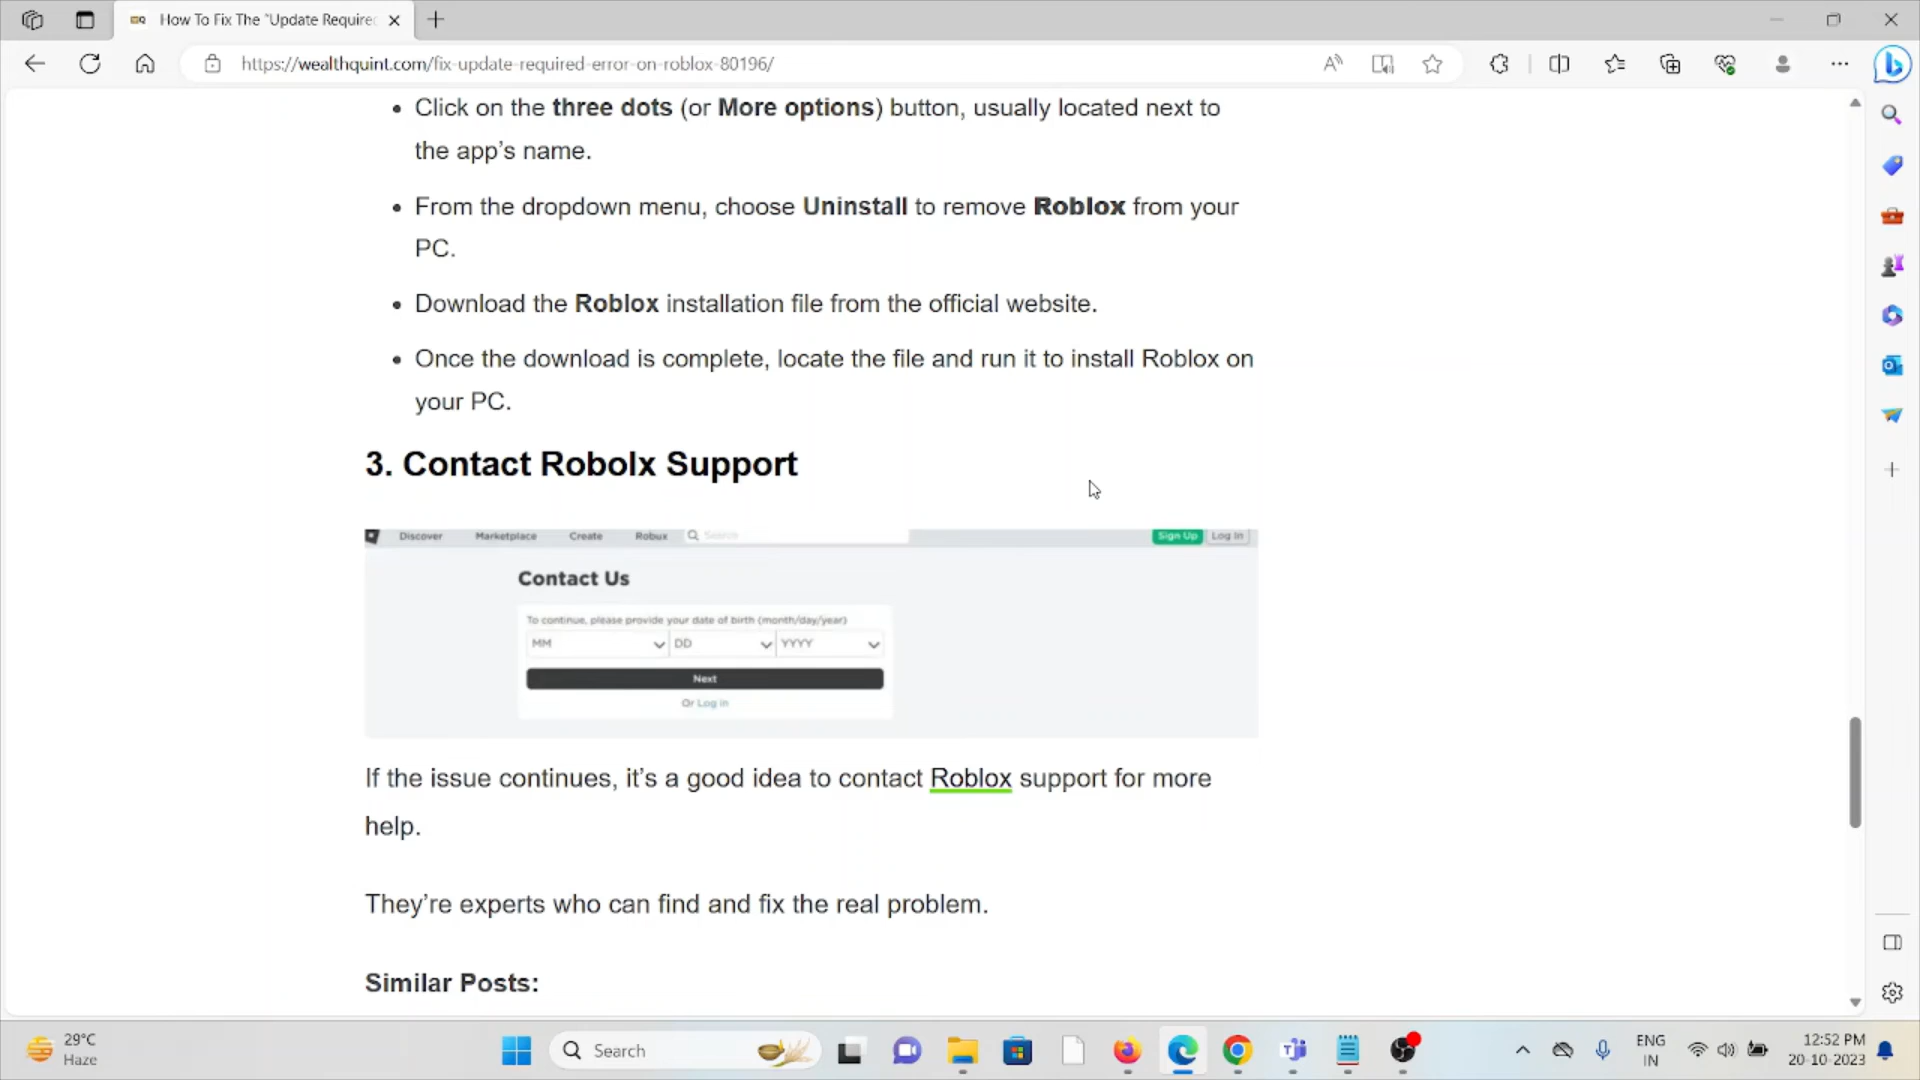 How To Fix The "Update Require
https://wealthquint.com/fix-update-required-error-on-roblox-80196/
• Click on the three dots (or More options) button, usually located next to
the app's name.
• From the dropdown menu, choose Uninstall to remove Roblox from your
PC.
• Download the Roblox installation file from the official website.
• Once the download is complete, locate the file and run it to install Roblox on
your PC.
3. Contact Robolx Support
Discover Marketplace Create Robux Search Sign Up Log In
Contact Us
To continue, please provide your date of birth (month/day/year)
MM DD YYYY
Next
Or Log in
If the issue continues, it's a good idea to contact Roblox support for more
help.
They're experts who can find and fix the real problem.
Similar Posts:
29°C
Haze
Search
ENG
IN
12:52 PM
20-10-2023